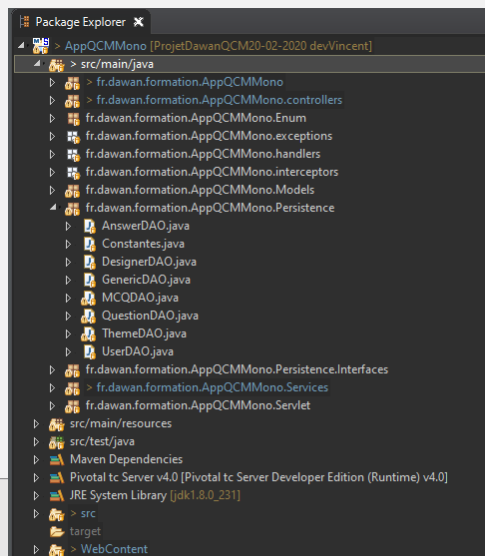 Package Explorer
> AppQCMMono [ProjetDawanQCM20-02-2020 devVincent]
> src/main/java
> fr.dawan.formation.AppQCMMono
> fr.dawan.formation.AppQCMMono.controllers
fr.dawan.formation.AppQCMMono.Enum
fr.dawan.formation.AppQCMMono.exceptions
fr.dawan.formation.AppQCMMono.handlers
fr.dawan.formation.AppQCMMono.interceptors
fr.dawan.formation.AppQCMMono.Models
fr.dawan.formation.AppQCMMono.Persistence
AnswerDAO.java
Constantes.java
DesignerDAO.java
GenericDAO.java
MCQDAO.java
QuestionDAO.java
ThemeDAO.java
UserDAO.java
fr.dawan.formation.AppQCMMono.Persistence.Interfaces
> fr.dawan.formation.AppQCMMono.Services
fr.dawan.formation.AppQCMMono.Servlet
src/main/resources
src/test/java
Maven Dependencies
Pivotal tc Server v4.0 [Pivotal tc Server Developer Edition (Runtime) v4.0]
JRE System Library [jdk1.8.0_231]
> src
target
> WebContent